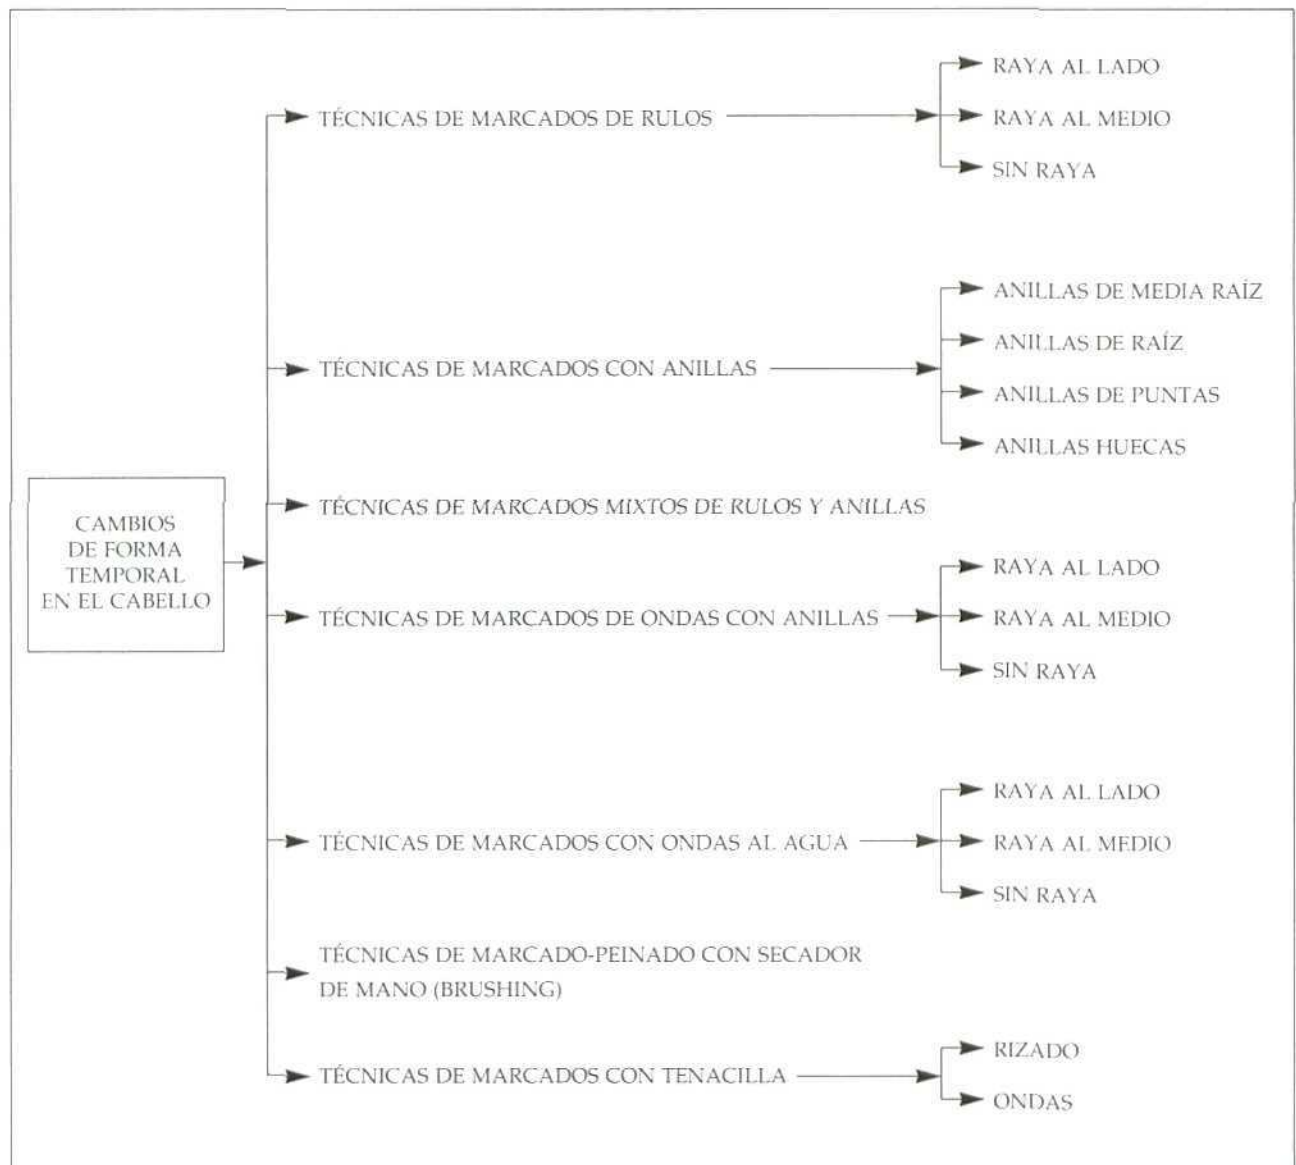 CAMBIOS
DE FORMA
TEMPORAL
EN EL CABELLO
TÉCNICAS DE MARCADOS DE RULOS
RAYA AL LADO
RAYA AL MEDIO
SIN RAYA
TÉCNICAS DE MARCADOS CON ANILLAS
ANILLAS DE MEDIA RAÍZ
ANILLAS DE RAÍZ
ANILLAS DE PUNTAS
ANILLAS HUECAS
TÉCNICAS DE MARCADOS MIXTOS DE RULOS Y ANILLAS
TÉCNICAS DE MARCADOS DE ONDAS CON ANILLAS
RAYA AL LADO
RAYA AL MEDIO
SIN RAYA
TÉCNICAS DE MARCADOS CON ONDAS AL AGUA
RAYA AL LADO
RAYA AL MEDIO
SIN RAYA
TÉCNICAS DE MARCADO-PEINADO CON SECADOR
DE MANO (BRUSHING)
TÉCNICAS DE MARCADOS CON TENACILLA
RIZADO
ONDAS